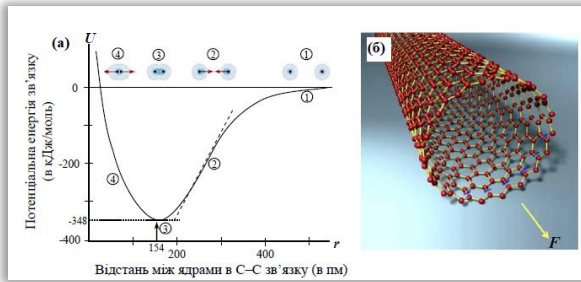 (а)
U
④
③
②
①
0
①
-200
④
②
-348
③
-400
154
200
400
r
Потенціальна енергія зв’язку
(в кДж/моль)
Відстань між ядрами в С–С зв’язку (в пм)
(б)
F